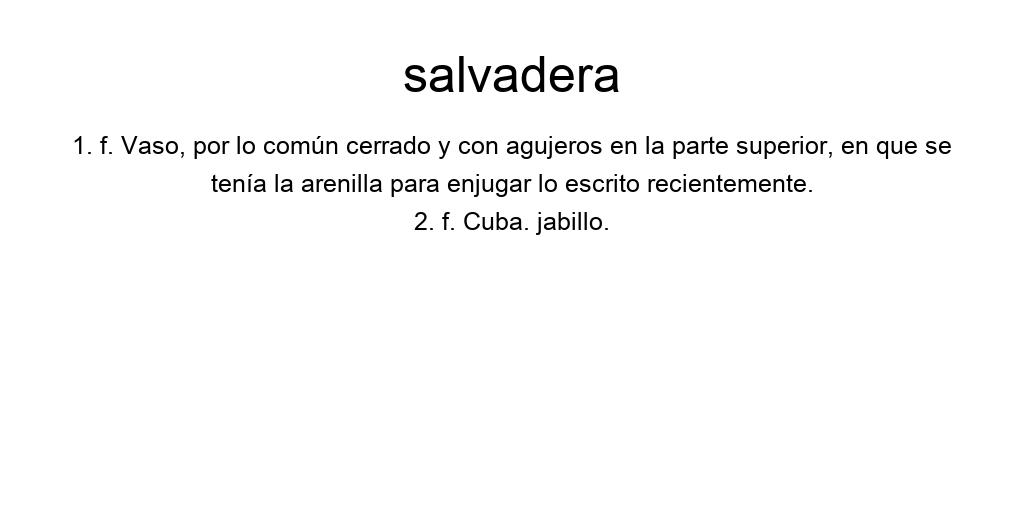 salvadera
1. f. Vaso, por lo común cerrado y con agujeros en la parte superior, en que se
tenía la arenilla para enjugar lo escrito recientemente.
2. f. Cuba. jabillo.